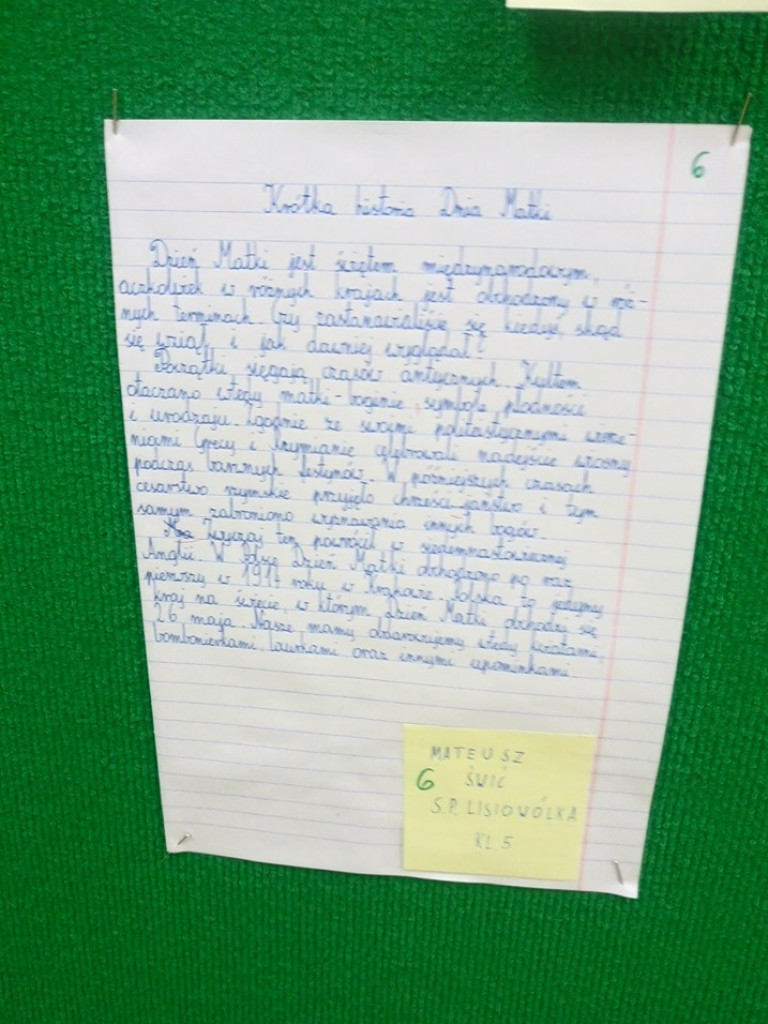 6
Krótka historia Dnia Matki
Dzień Matki jest świętem międzynarodowym,
aczkolwiek w różnych krajach jest obchodzony w róż-
nych terminach. Czy zastanawialiście się kiedyś, skąd
się wziął, i jak dawniej wyglądał?
Początki sięgają czasów antycznych. Kultem
otaczano wtedy matki-boginie, symbole płodności
i urodzaju. Zgodnie ze swoimi politeistycznymi wierze-
niami Grecy i Rzymianie celebrowali nadejście wiosny
podczas barwnych festynów. W późniejszych czasach
cesarstwo rzymskie przyjęło chrześcijaństwo i tym
samym zabroniono wyznawania innych bogów.
Zwyczaj ten powrócił w siedemnastowiecznej
Anglii. W Polsce Dzień Matki obchodzono po raz
pierwszy w 1914 roku w Krakowie. Polska to jedyny
kraj na świecie, w którym Dzień Matki obchodzi się
26 maja. Nasze mamy obdarowujemy wtedy kwiatami,
bombonierkami, laurkami oraz innymi upominkami.
MATEUSZ
6 ŚWIĆ
S.P. LISIOWÓLKA
KL 5